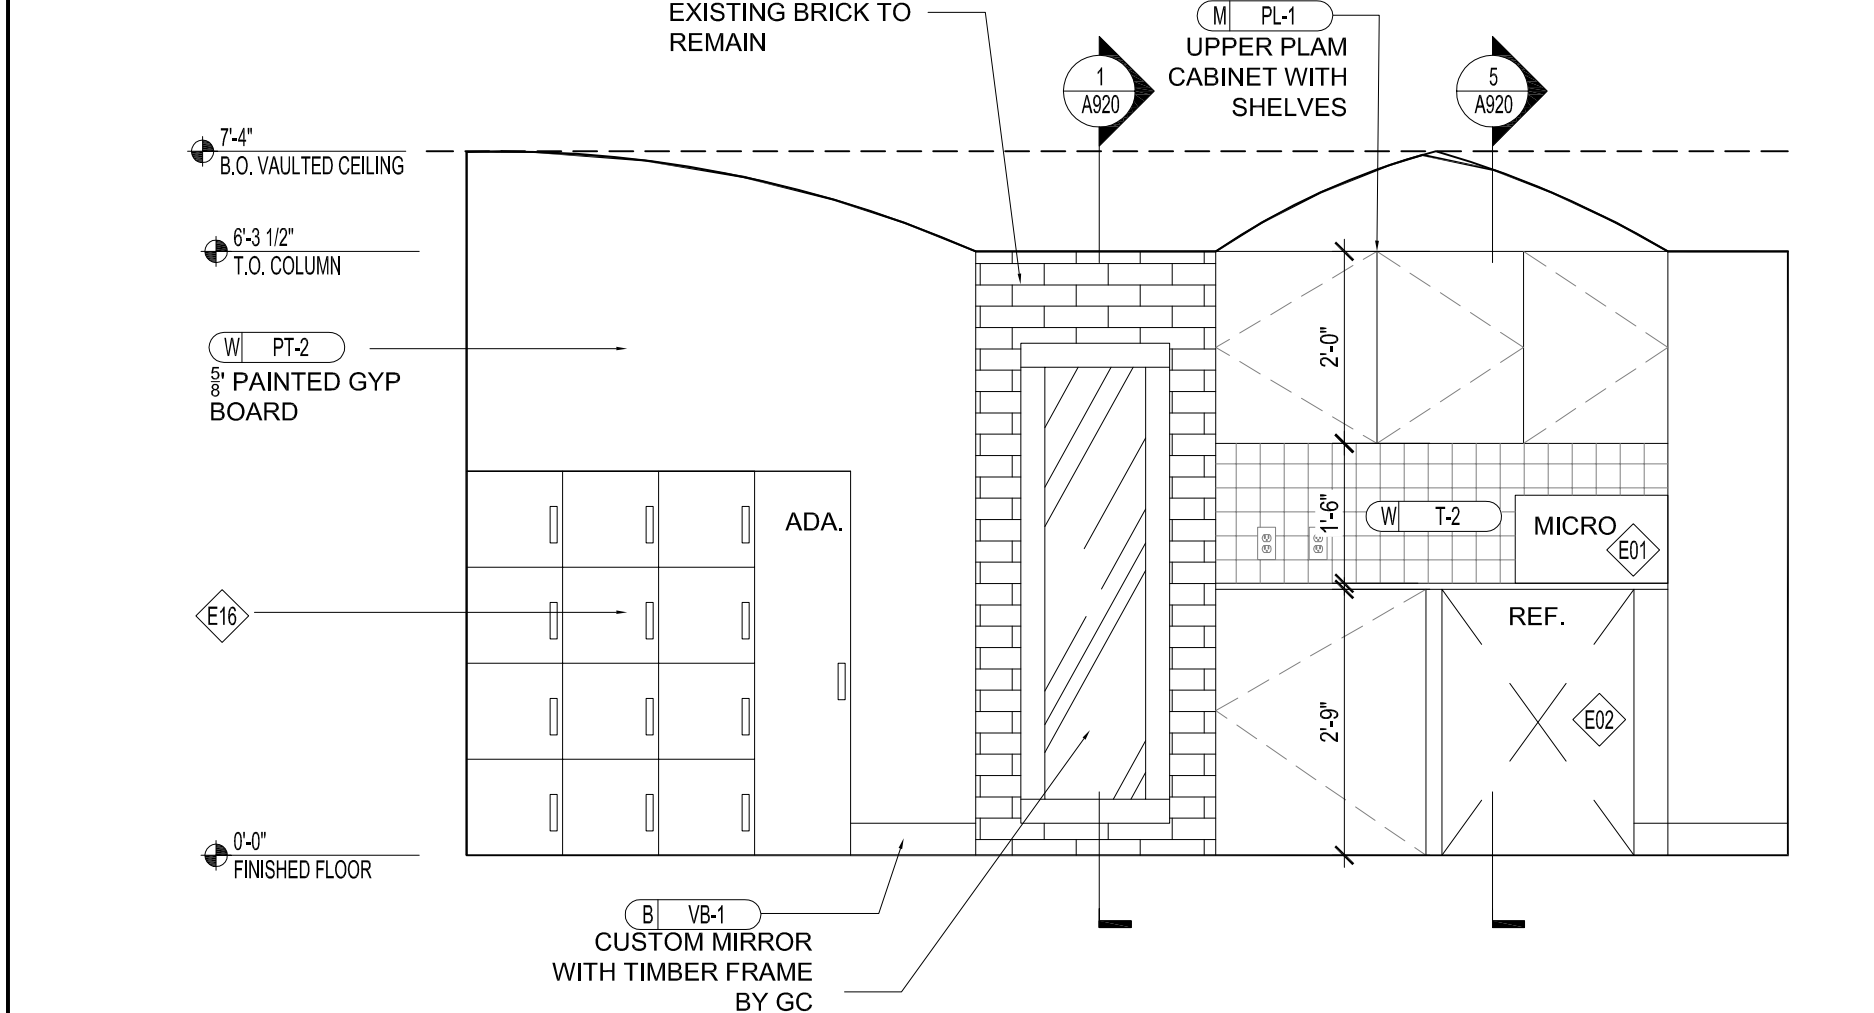 EXISTING BRICK TO
REMAIN
M PL-1
UPPER PLAM
CABINET WITH
SHELVES
1
A920
5
A920
7'-4"
B.O. VAULTED CEILING
6'-3 1/2"
T.O. COLUMN
W PT-2
5/8' PAINTED GYP
BOARD
2'-0"
ADA.
1'-6"
W T-2
MICRO
E01
E16
REF.
2'-9"
E02
0'-0"
FINISHED FLOOR
B VB-1
CUSTOM MIRROR
WITH TIMBER FRAME
BY GC